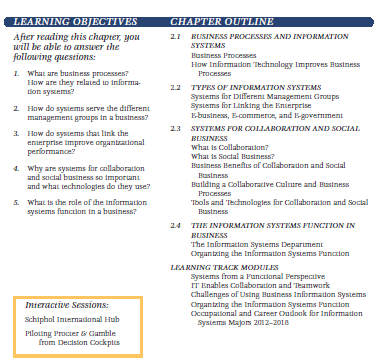 LEARNING OBJECTIVES
After reading this chapter, you
will be able to answer the
following questions:
1. What are business processes?
How are they related to informa-
tion systems?
2. How do systems serve the different
management groups in a business?
3. How do systems that link the
enterprise improve organizational
performance?
4. Why are systems for collaboration
and social business so important
and what technologies do they use?
5. What is the role of the information
systems function in a business?
Interactive Sessions:
Schiphol International Hub
Piloting Procter & Gamble
from Decision Cockpits
CHAPTER OUTLINE
2.1 BUSINESS PROCESSES AND INFORMATION
SYSTEMS
Business Processes
How Information Technology Improves Business
Processes
2.2 TYPES OF INFORMATION SYSTEMS
Systems for Different Management Groups
Systems for Linking the Enterprise
E-business, E-commerce, and E-government
2.3 SYSTEMS FOR COLLABORATION AND SOCIAL
BUSINESS
What is Collaboration?
What is Social Business?
Business Benefits of Collaboration and Social
Business
Building a Collaborative Culture and Business
Processes
Tools and Technologies for Collaboration and Social
Business
2.4 THE INFORMATION SYSTEMS FUNCTION IN
BUSINESS
The Information Systems Department
Organizing the Information Systems Function
LEARNING TRACK MODULES
Systems from a Functional Perspective
IT Enables Collaboration and Teamwork
Challenges of Using Business Information Systems
Organizing the Information Systems Function
Occupational and Career Outlook for Information
Systems Majors 2012–2018